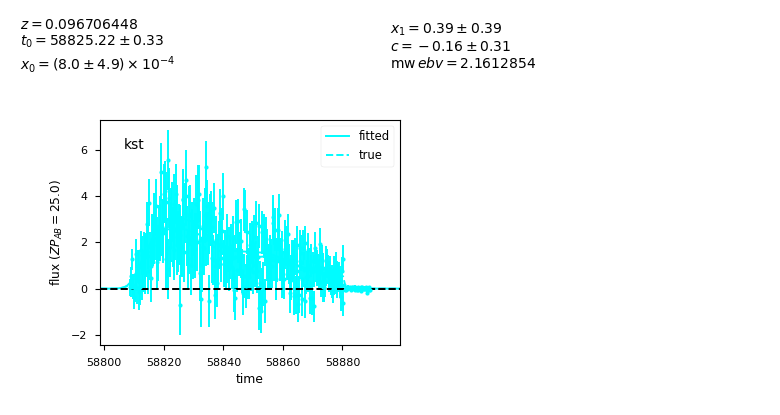 z = 0.096706448
t₀ = 58825.22 ± 0.33
x₀ = (8.0 ± 4.9) × 10⁻⁴
x₁ = 0.39 ± 0.39
c = −0.16 ± 0.31
mw ebv = 2.1612854
kst
fitted
true
flux (ZP_AB = 25.0)
6
4
2
0
−2
58800 58820 58840 58860 58880
time